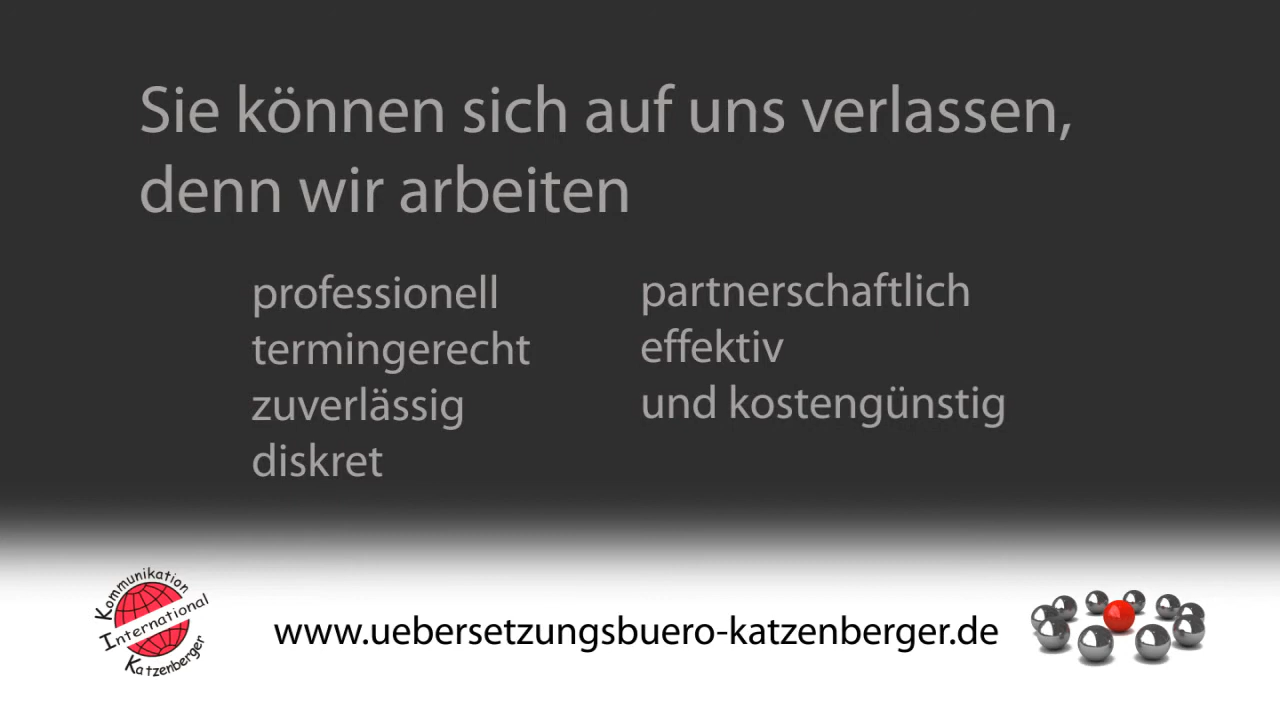 Sie können sich auf uns verlassen,
denn wir arbeiten
professionell
termingerecht
zuverlässig
diskret
partnerschaftlich
effektiv
und kostengünstig
Kommunikation
International
Katzenberger
www.uebersetzungsbuero-katzenberger.de